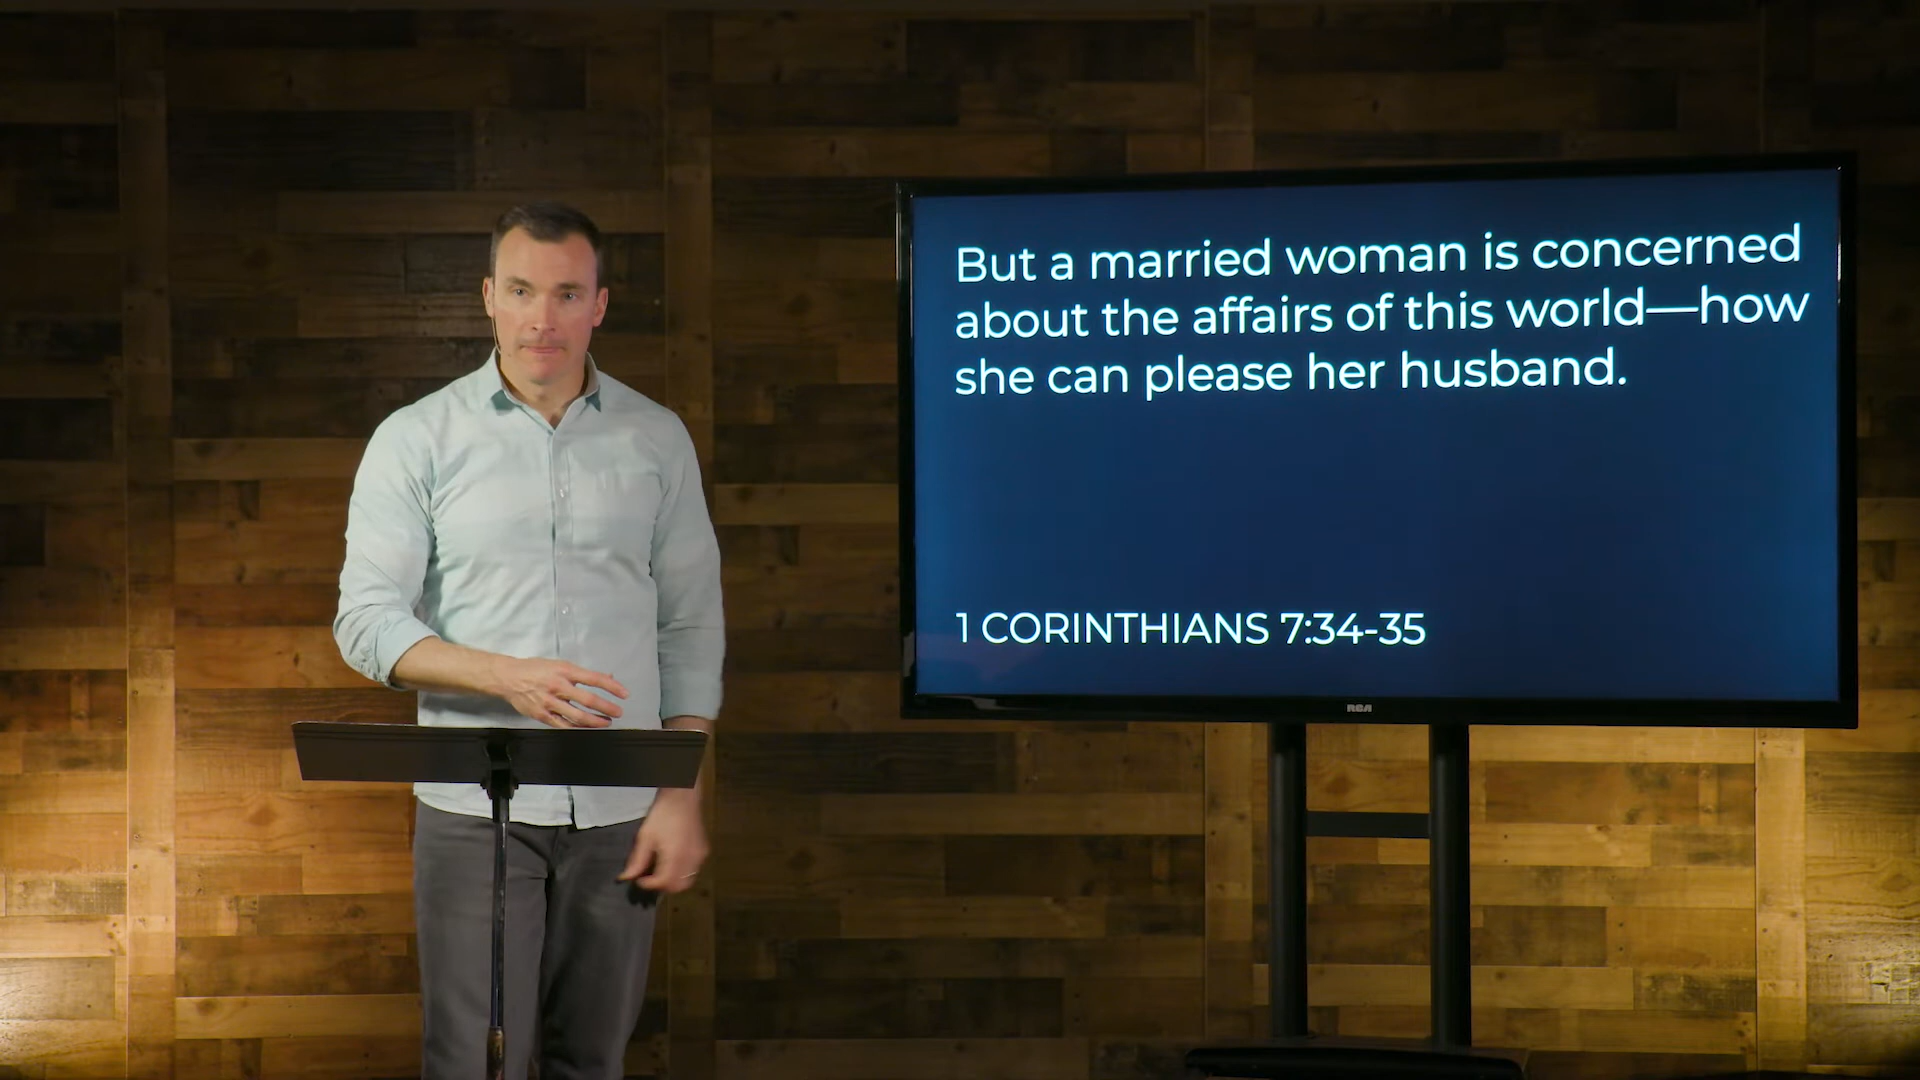 But a married woman is concerned
about the affairs of this world—how
she can please her husband.
1 CORINTHIANS 7:34-35
RCA